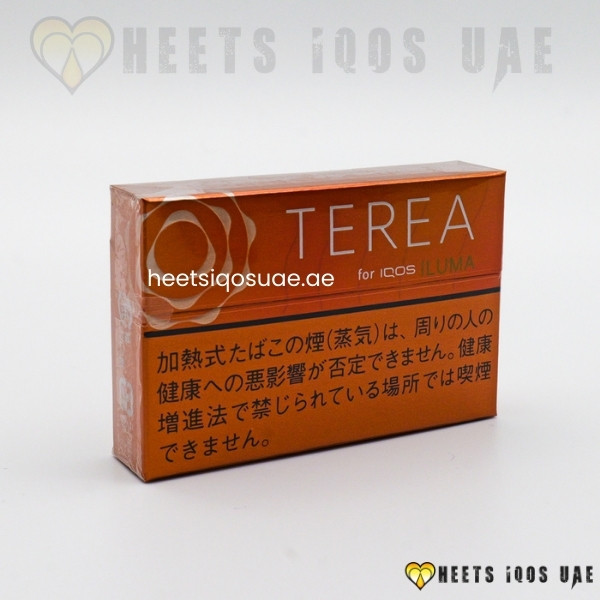 HEETS iQOS UAE
TEREA
for IQOS ILUMA
heetsiqosuae.ae
加熱式たばこの煙(蒸気)は、周りの人の
健康への悪影響が否定できません。健康
増進法で禁じられている場所では喫煙
できません。
HEETS iQOS UAE